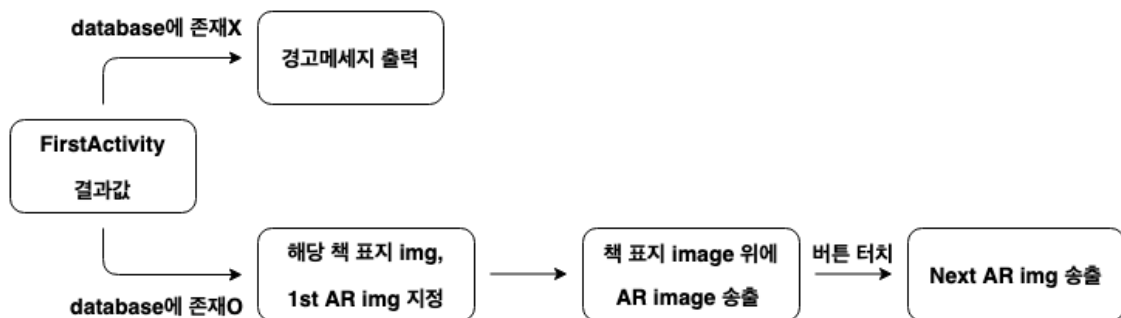 database에 존재X
경고메세지 출력
FirstActivity
결과값
database에 존재O
해당 책 표지 img,
1st AR img 지정
책 표지 image 위에
AR image 송출
버튼 터치
Next AR img 송출